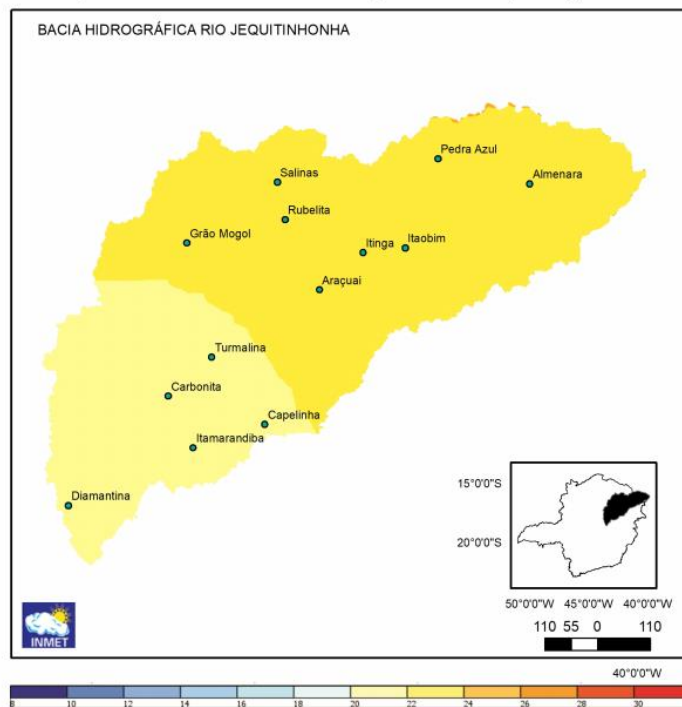 BACIA HIDROGRÁFICA RIO JEQUITINHONHA
Pedra Azul
Salinas
Almenara
Rubelita
Grão Mogol
Itaobim
Itinga
Araçuai
Turmalina
Carbonita
Capelinha
Itamarandiba
Diamantina
15°0'0"S
20°0'0"S
50°0'0"W 45°0'0"W 40°0'0"W
110 55 0 110
INMET
40°0'0"W
8 10 12 14 16 18 20 22 24 26 28 30